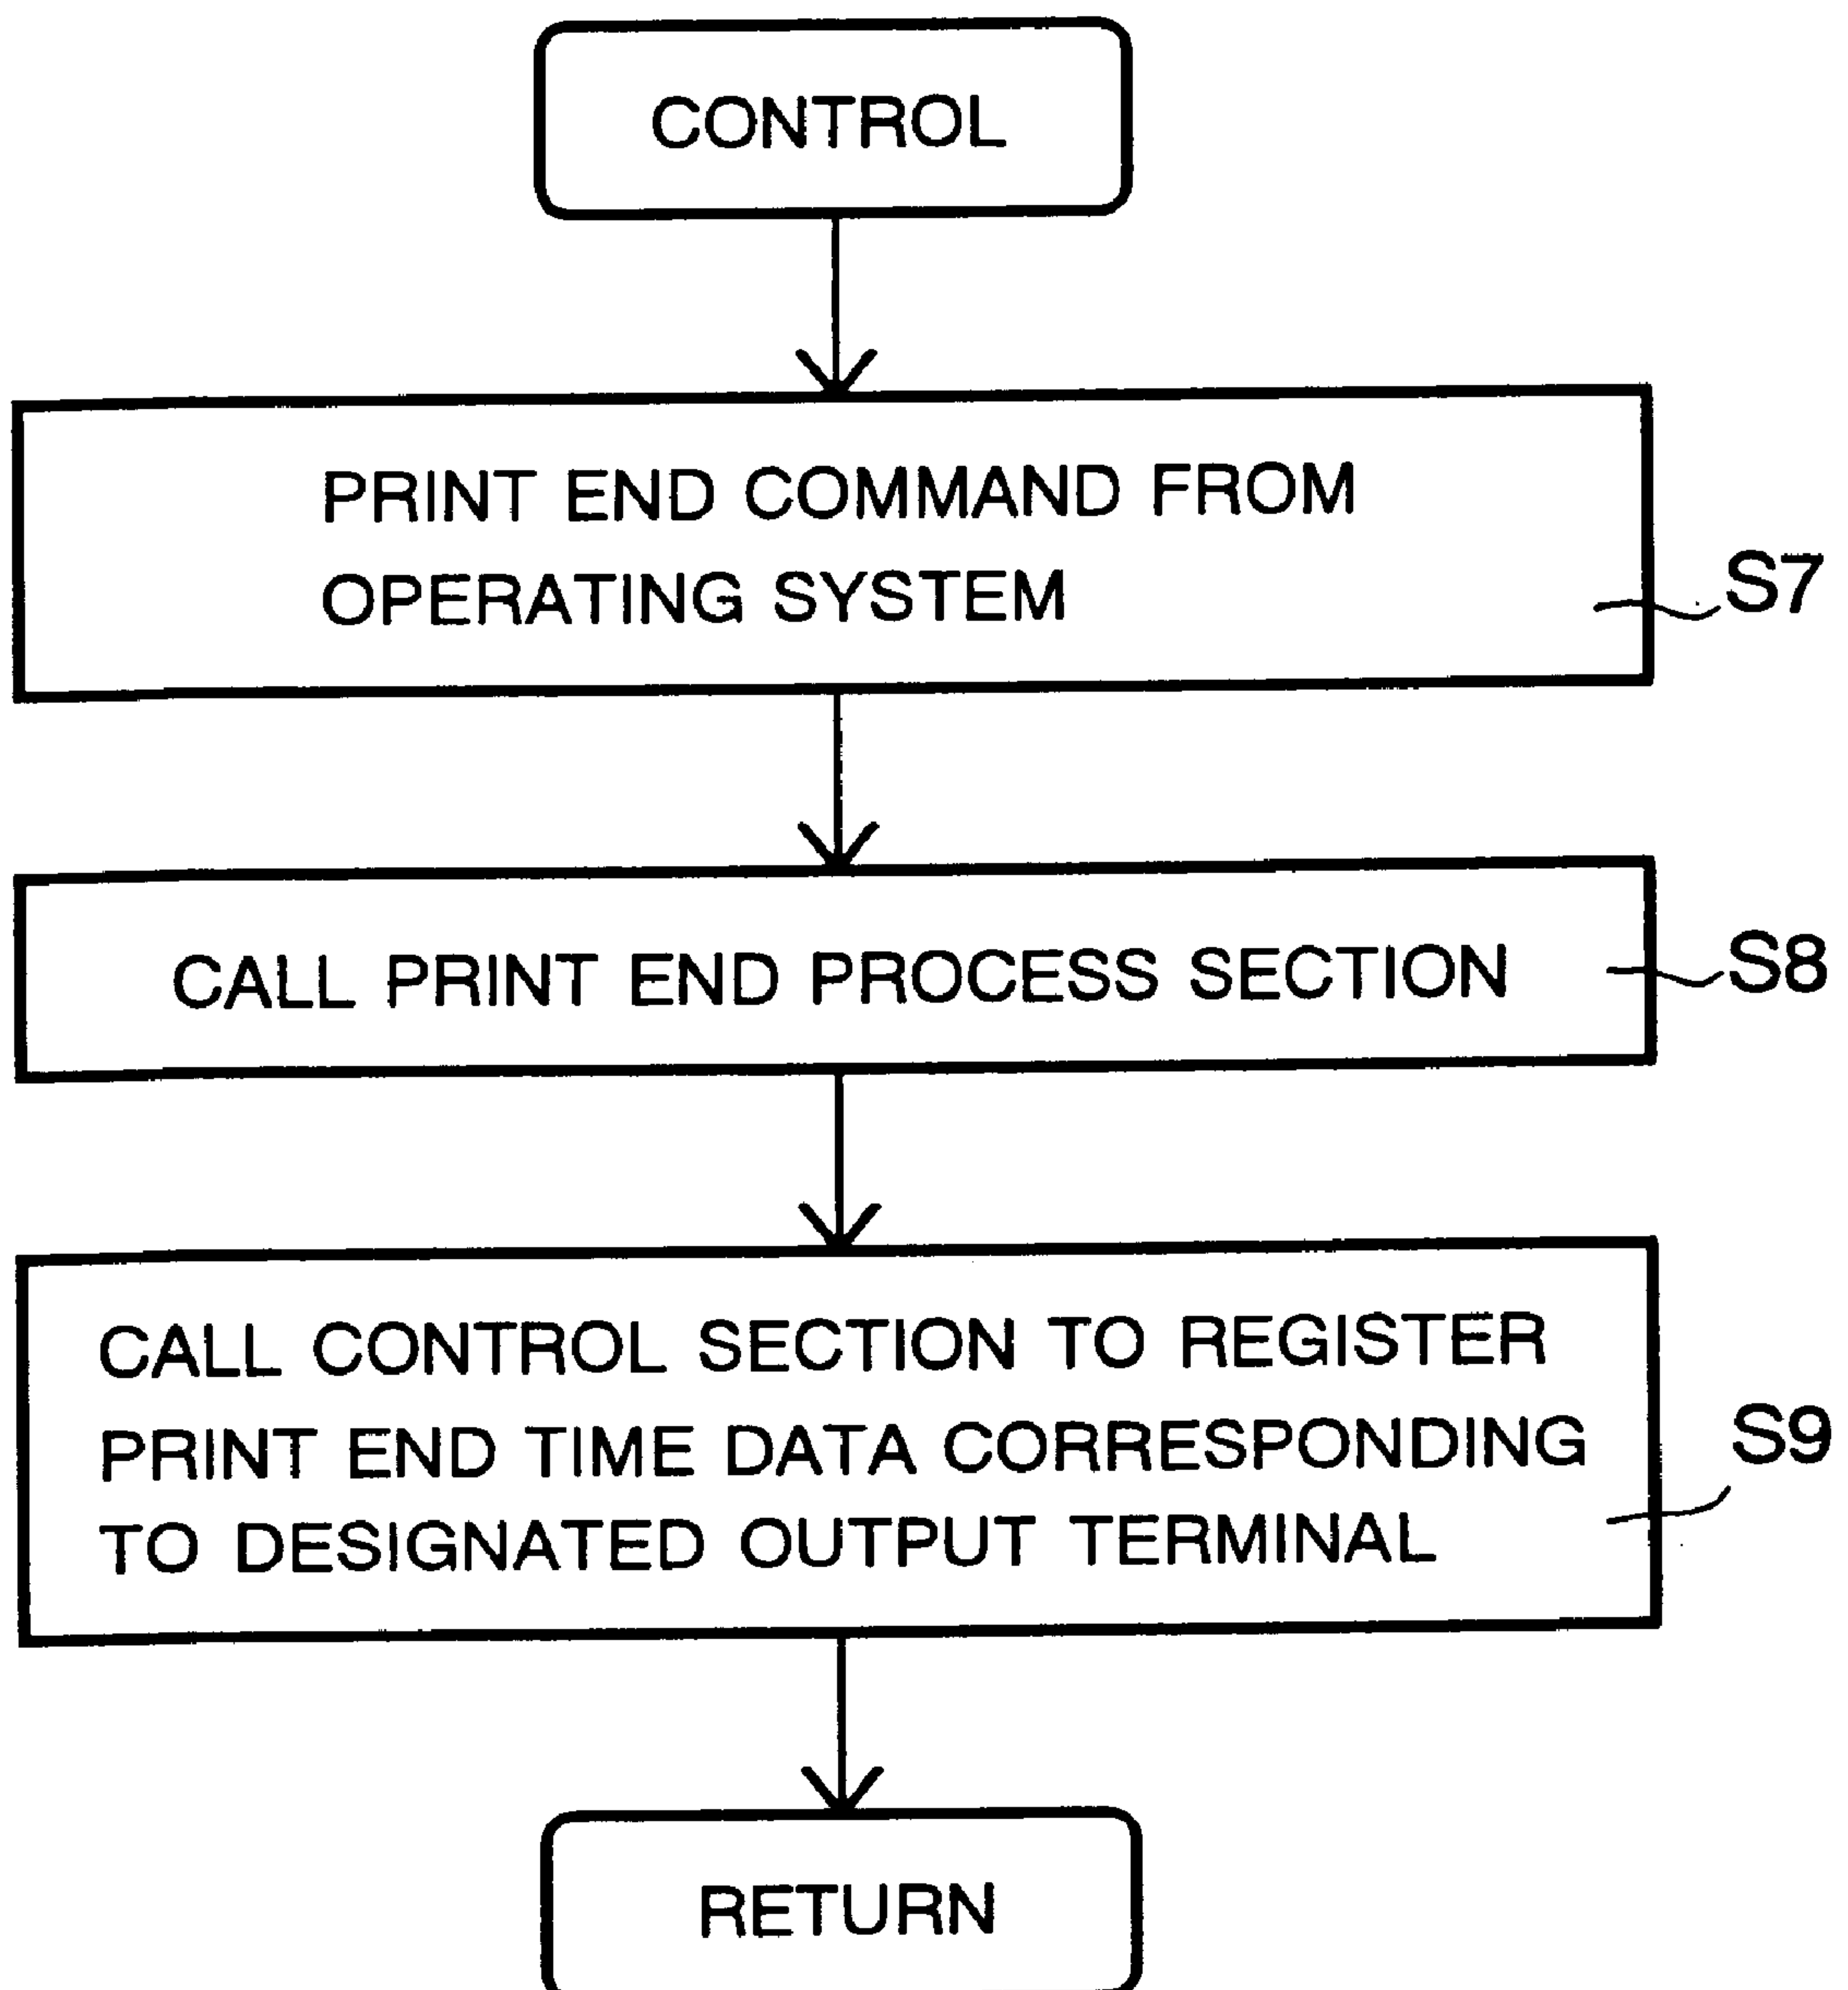 CONTROL
PRINT END COMMAND FROM
OPERATING SYSTEM
S7
CALL PRINT END PROCESS SECTION
S8
CALL CONTROL SECTION TO REGISTER
PRINT END TIME DATA CORRESPONDING
TO DESIGNATED OUTPUT TERMINAL
S9
RETURN